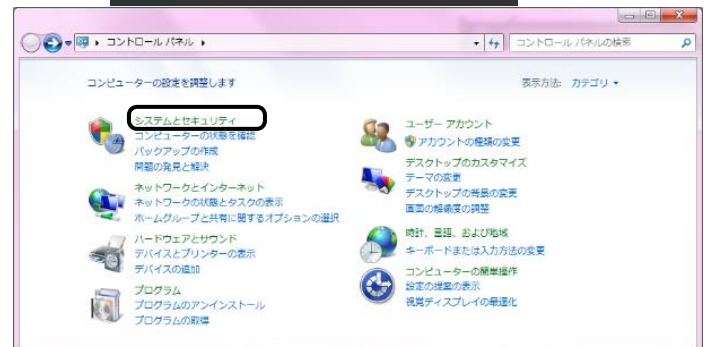 コントロール パネル
コントロール パネルの検索
コンピューターの設定を調整します
表示方法: カテゴリ
システムとセキュリティ
コンピューターの状態を確認
バックアップの作成
問題の発見と解決
ネットワークとインターネット
ネットワークの状態とタスクの表示
ホームグループと共有に関するオプションの選択
ハードウェアとサウンド
デバイスとプリンターの表示
デバイスの追加
プログラム
プログラムのアンインストール
プログラムの取得
ユーザー アカウント
アカウントの種類の変更
デスクトップのカスタマイズ
テーマの変更
デスクトップの背景の変更
画面の解像度の調整
時計、言語、および地域
キーボードまたは入力方法の変更
コンピューターの簡単操作
設定の提案の表示
視覚ディスプレイの最適化